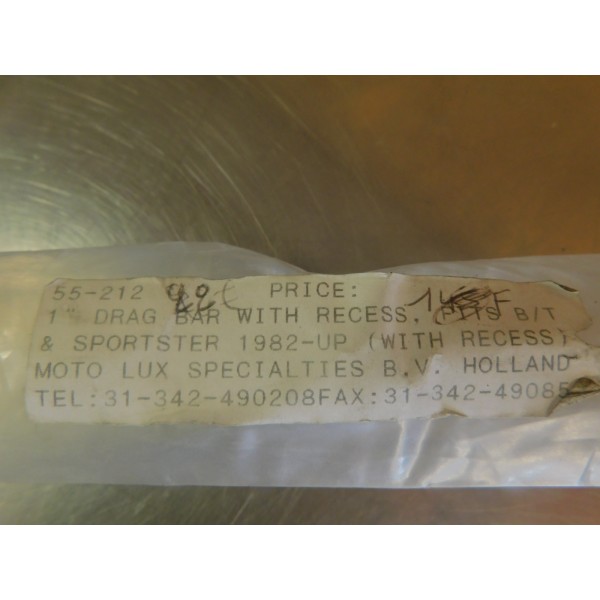 55-212 PRICE:
1" DRAG BAR WITH RECESS, FITS B/T
& SPORTSTER 1982-UP (WITH RECESS)
MOTO LUX SPECIALTIES B.V. HOLLAND
TEL:31-342-490208FAX:31-342-49085